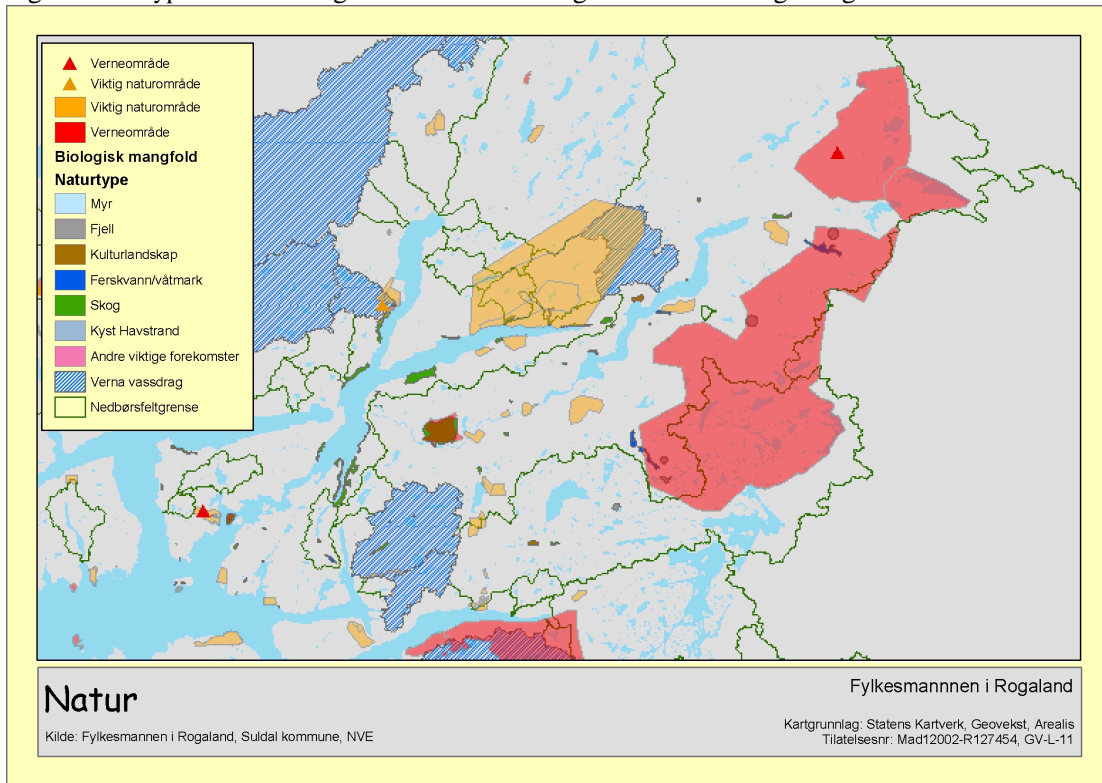 Verneområde
Viktig naturområde
Viktig naturområde
Verneområde
Biologisk mangfold
Naturtype
Myr
Fjell
Kulturlandskap
Ferskvann/våtmark
Skog
Kyst Havstrand
Andre viktige forekomster
Verna vassdrag
Nedbørsfeltgrense
Natur
Kilde: Fylkesmannen i Rogaland, Suldal kommune, NVE
Fylkesmannnen i Rogaland
Kartgrunnlag: Statens Kartverk, Geovekst, Arealis
Tilatelsesnr: Mad12002-R127454, GV-L-11